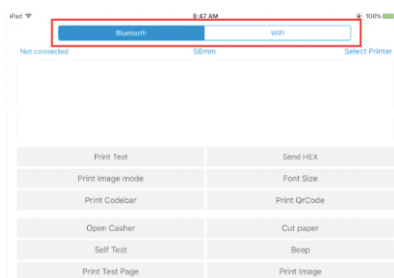 iPad 8:47 AM 100%
Bluetooth WIFI
Not connected 58mm Select Printer
Print Text Send HEX
Print Image mode Font Size
Print Codebar Print QrCode
Open Casher Cut paper
Self Test Beep
Print Test Page Print Image